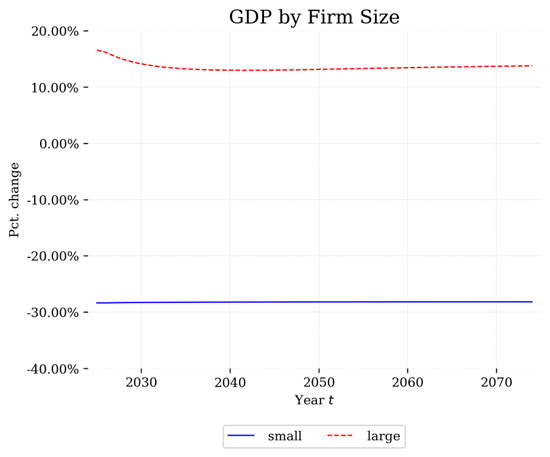 GDP by Firm Size
20.00%
10.00%
0.00%
-10.00%
-20.00%
-30.00%
-40.00%
Pct. change
2030 2040 2050 2060 2070
Year t
small large